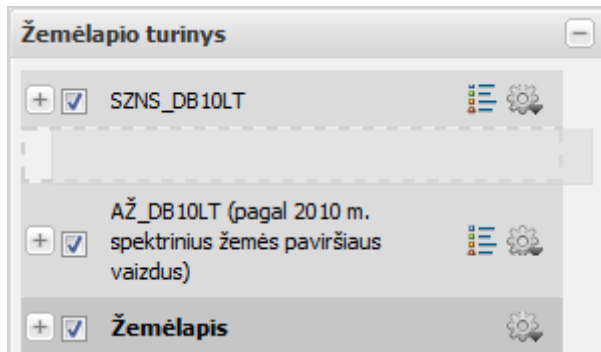 Žemėlapio turinys
SZNS_DB10LT
AŽ_DB10LT (pagal 2010 m.
spektrinius žemės paviršiaus
vaizdus)
Žemėlapis